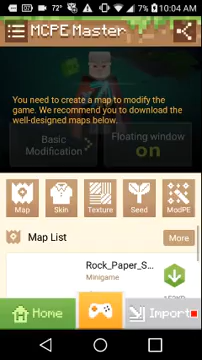 72° 10:04 AM
MCPE Master
You need to create a map to modify the
game. We recommend you to download the
well-designed maps below.
Basic
Modification
Floating window
on
Map Skin Texture Seed ModPE
Map List More
Rock_Paper_S...
Minigame
Home Import